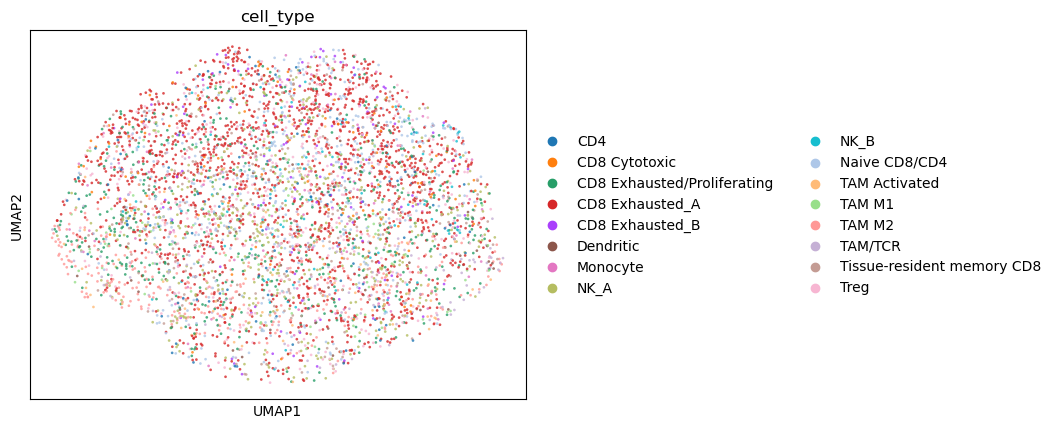 cell_type
UMAP2
UMAP1
CD4
CD8 Cytotoxic
CD8 Exhausted/Proliferating
CD8 Exhausted_A
CD8 Exhausted_B
Dendritic
Monocyte
NK_A
NK_B
Naive CD8/CD4
TAM Activated
TAM M1
TAM M2
TAM/TCR
Tissue-resident memory CD8
Treg